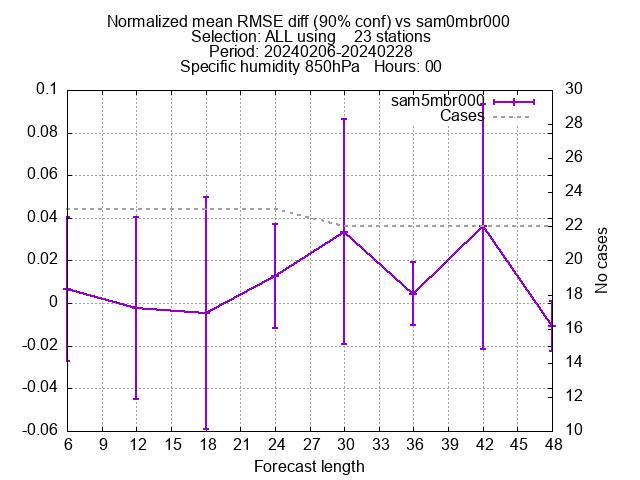 Normalized mean RMSE diff (90% conf) vs sam0mbr000
Selection: ALL using    23 stations
Period: 20240206-20240228
Specific humidity 850hPa   Hours: 00
sam5mbr000
Cases
0.1
0.08
0.06
0.04
0.02
0
-0.02
-0.04
-0.06
30
28
26
24
22
20
18
16
14
12
10
No cases
6 9 12 15 18 21 24 27 30 33 36 39 42 45 48
Forecast length